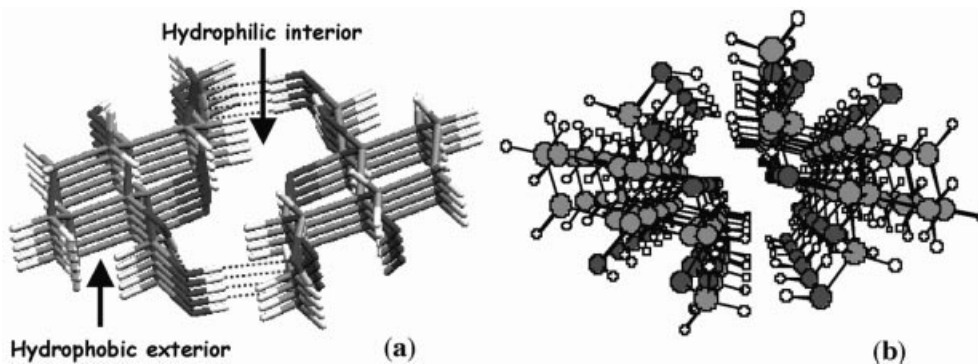 Hydrophilic interior
Hydrophobic exterior
(a)
(b)